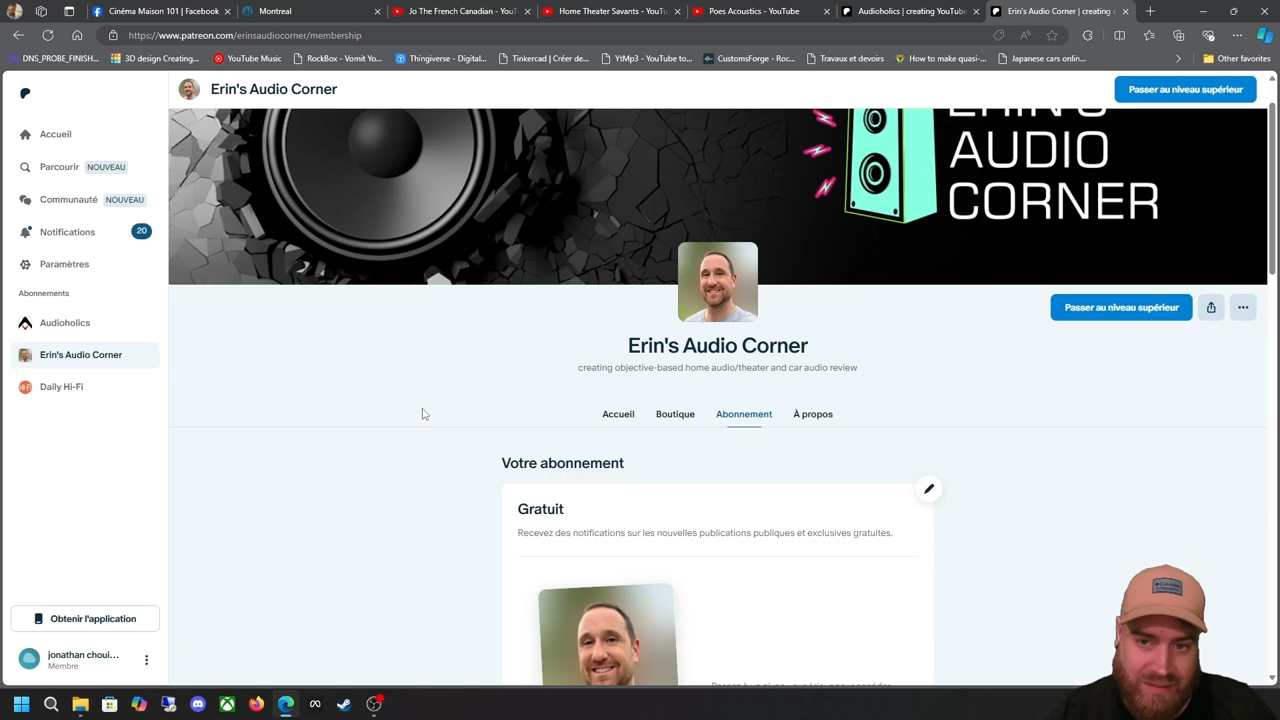 Cinéma Maison 101 | Facebook
Montreal
Jo The French Canadian - YouT
Home Theater Savants - YouTu
Poes Acoustics - YouTube
Audioholics | creating YouTube
Erin's Audio Corner | creating o
https://www.patreon.com/erinsaudiocorner/membership
DNS_PROBE_FINISH...
3D design Creating...
YouTube Music
RockBox - Vomit Yo...
Thingiverse - Digital...
Tinkercad | Créer de...
YtMp3 - YouTube to...
CustomsForge - Roc...
Travaux et devoirs
How to make quasi-...
Japanese cars onlin...
Other favorites
Erin's Audio Corner
Passer au niveau supérieur
ERIN'S
AUDIO
CORNER
Accueil
Parcourir NOUVEAU
Communauté NOUVEAU
Notifications 20
Paramètres
Abonnements
Audioholics
Erin's Audio Corner
Daily Hi-Fi
Obtenir l'application
jonathan choui...
Membre
Passer au niveau supérieur
Erin's Audio Corner
creating objective-based home audio/theater and car audio review
Accueil Boutique Abonnement À propos
Votre abonnement
Gratuit
Recevez des notifications sur les nouvelles publications publiques et exclusives gratuites.